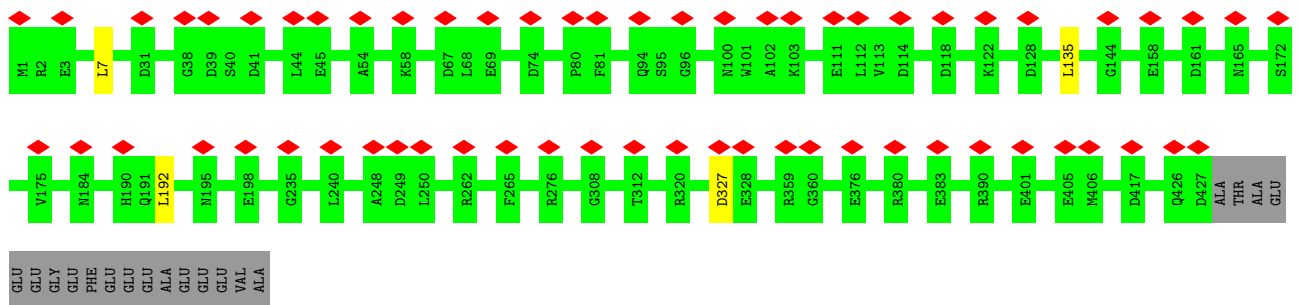 M1 R2 E3 L7 D31 G38 D39 S40 D41 L44 E45 A54 K58 D67 L68 E69 D74 P80 F81 Q94 S95 G96 N100 W101 A102 K103 E111 L112 V113 D114 D118 K122 D128 L135 G144 E158 D161 N165 S172
V175 N184 H190 Q191 L192 N195 E198 G235 L240 A248 D249 L250 R262 F265 R276 G308 T312 R320 D327 E328 R359 G360 E376 R380 E383 R390 E401 E405 M406 D417 Q426 D427 ALA THR ALA GLU
GLU GLU GLY GLU PHE GLU GLU GLU ALA GLU GLU GLU VAL ALA